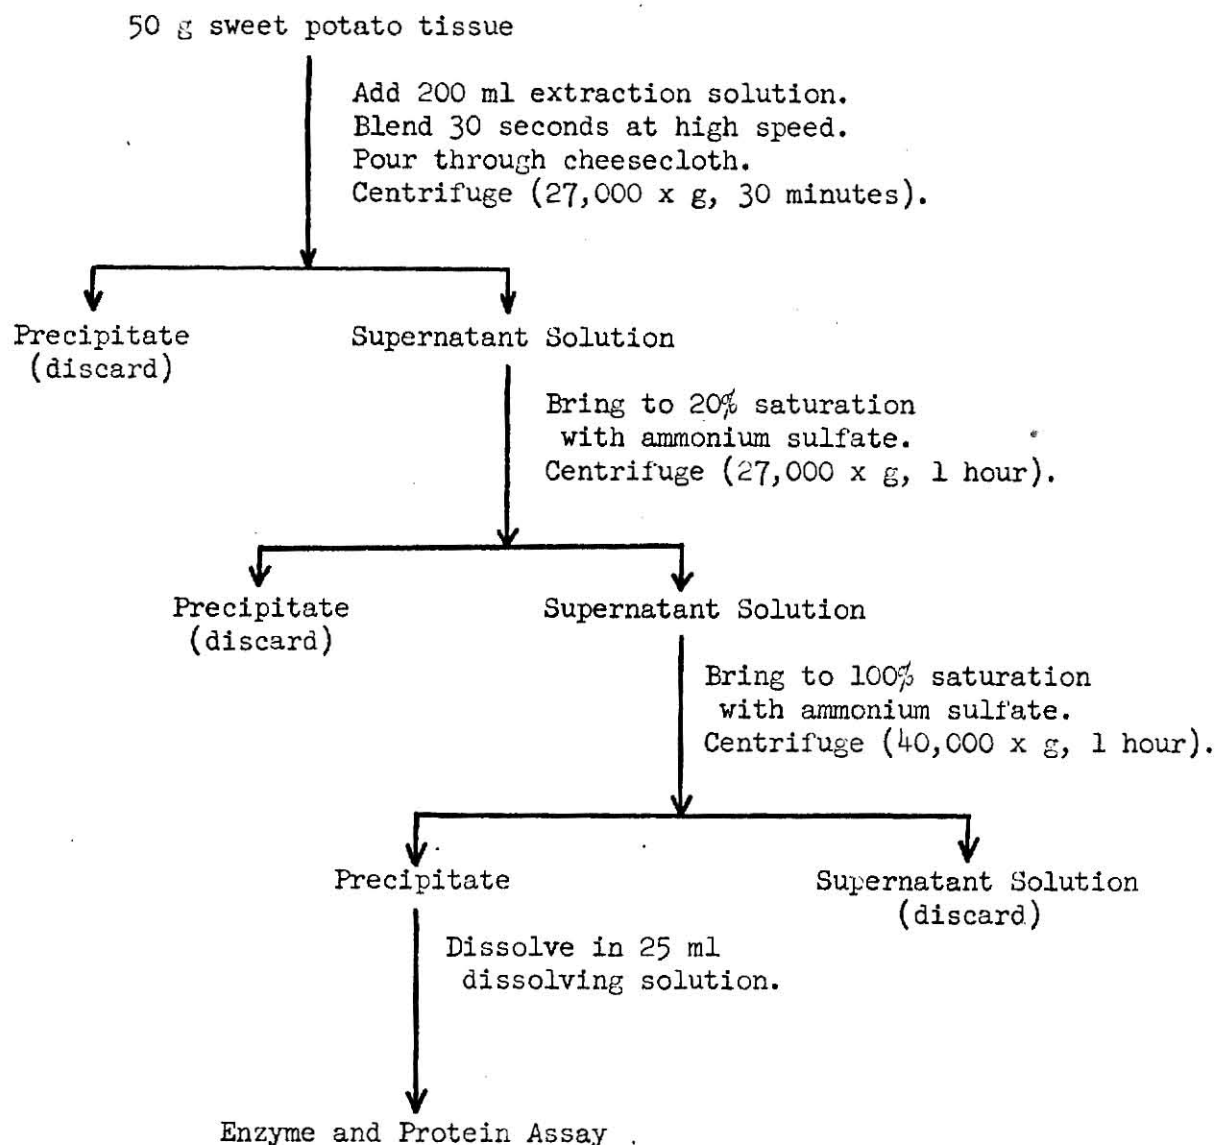 50 g sweet potato tissue
Add 200 ml extraction solution.
Blend 30 seconds at high speed.
Pour through cheesecloth.
Centrifuge (27,000 x g, 30 minutes).
Precipitate
(discard)
Supernatant Solution
Bring to 20% saturation
with ammonium sulfate.
Centrifuge (27,000 x g, 1 hour).
Precipitate
(discard)
Supernatant Solution
Bring to 100% saturation
with ammonium sulfate.
Centrifuge (40,000 x g, 1 hour).
Precipitate
Supernatant Solution
(discard)
Dissolve in 25 ml
dissolving solution.
Enzyme and Protein Assay